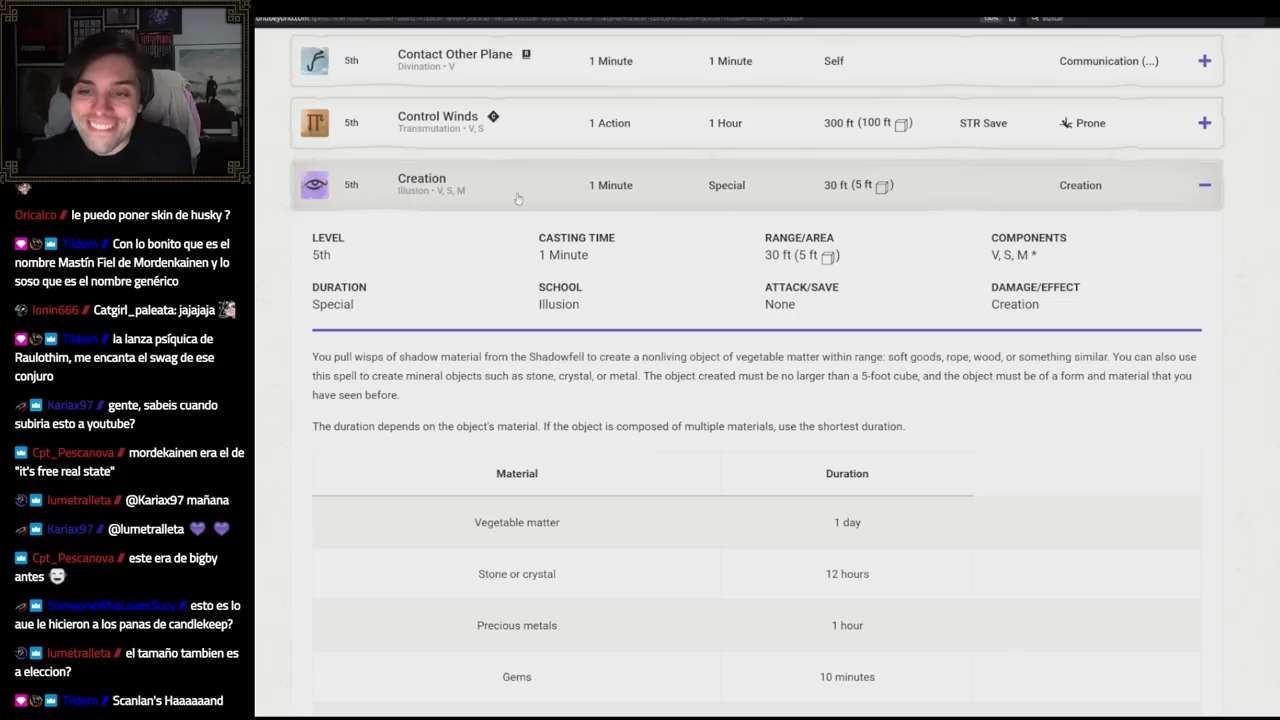 Oricalco // le puedo poner skin de husky ?
Tildom // Con lo bonito que es el
nombre Mastín Fiel de Mordenkainen y lo
soso que es el nombre genérico
lonin666 // Catgirl_paleata: jajajaja
Tildom // la lanza psíquica de
Raulothim, me encanta el swag de ese
conjuro
Kariax97 // gente, sabeis cuando
subiria esto a youtube?
Cpt_Pescanova // mordekainen era el de
"it's free real state"
lumetralleta // @Kariax97 mañana
Kariax97 // @lumetralleta
Cpt_Pescanova // este era de bigby
antes
SomeoneWhoLovesSucy // esto es lo
aue le hicieron a los panas de candlekeep?
lumetralleta // el tamaño tambien es
a eleccion?
Tildom // Scanlan's Haaaaaand
5th Contact Other Plane 1 Minute 1 Minute Self Communication (...) +
Divination • V
5th Control Winds 1 Action 1 Hour 300 ft (100 ft ) STR Save Prone +
Transmutation • V, S
5th Creation 1 Minute Special 30 ft (5 ft ) Creation −
Illusion • V, S, M
LEVEL CASTING TIME RANGE/AREA COMPONENTS
5th 1 Minute 30 ft (5 ft ) V, S, M *
DURATION SCHOOL ATTACK/SAVE DAMAGE/EFFECT
Special Illusion None Creation
You pull wisps of shadow material from the Shadowfell to create a nonliving object of vegetable matter within range: soft goods, rope, wood, or something similar. You can also use
this spell to create mineral objects such as stone, crystal, or metal. The object created must be no larger than a 5-foot cube, and the object must be of a form and material that you
have seen before.
The duration depends on the object's material. If the object is composed of multiple materials, use the shortest duration.
Material Duration
Vegetable matter 1 day
Stone or crystal 12 hours
Precious metals 1 hour
Gems 10 minutes